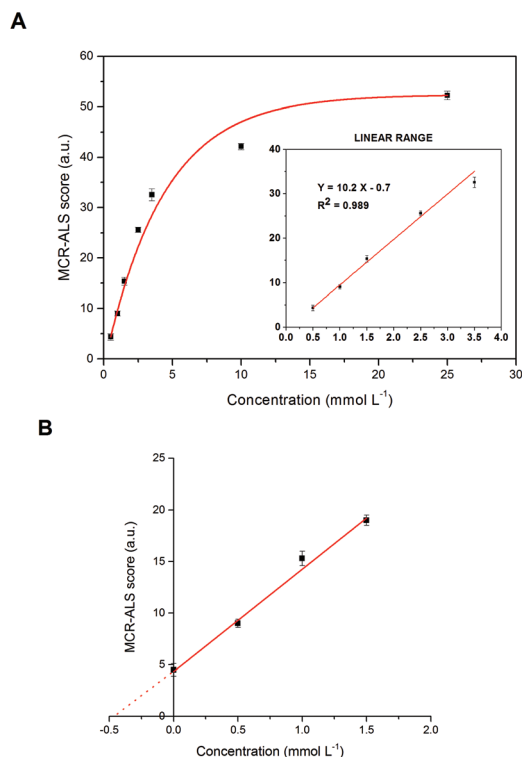 A
60
50
40
30
20
10
0
MCR-ALS score (a.u.)
0 5 10 15 20 25 30
Concentration (mmol L⁻¹)
LINEAR RANGE
40
30
20
10
0
Y = 10.2 X - 0.7
R² = 0.989
0.0 0.5 1.0 1.5 2.0 2.5 3.0 3.5 4.0
B
25
20
15
10
5
0
MCR-ALS score (a.u.)
-0.5 0.0 0.5 1.0 1.5 2.0
Concentration (mmol L⁻¹)